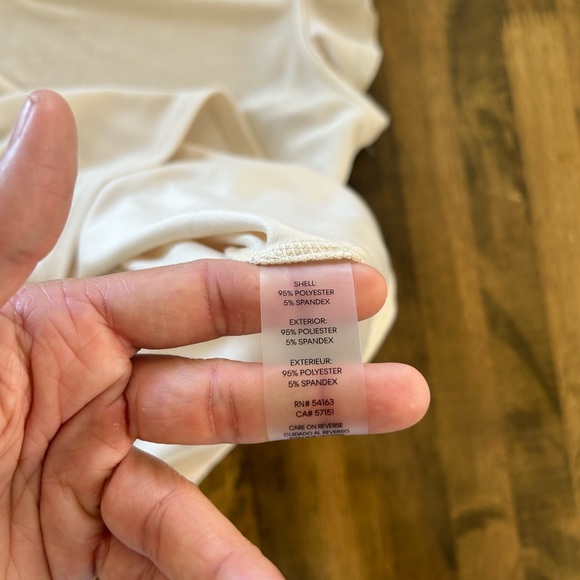 SHELL:
95% POLYESTER
5% SPANDEX
EXTERIOR:
95% POLIESTER
5% SPANDEX
EXTERIEUR:
95% POLYESTER
5% SPANDEX
RN# 54163
CA# 57151
CARE ON REVERSE
CUIDADO AL REVERSO